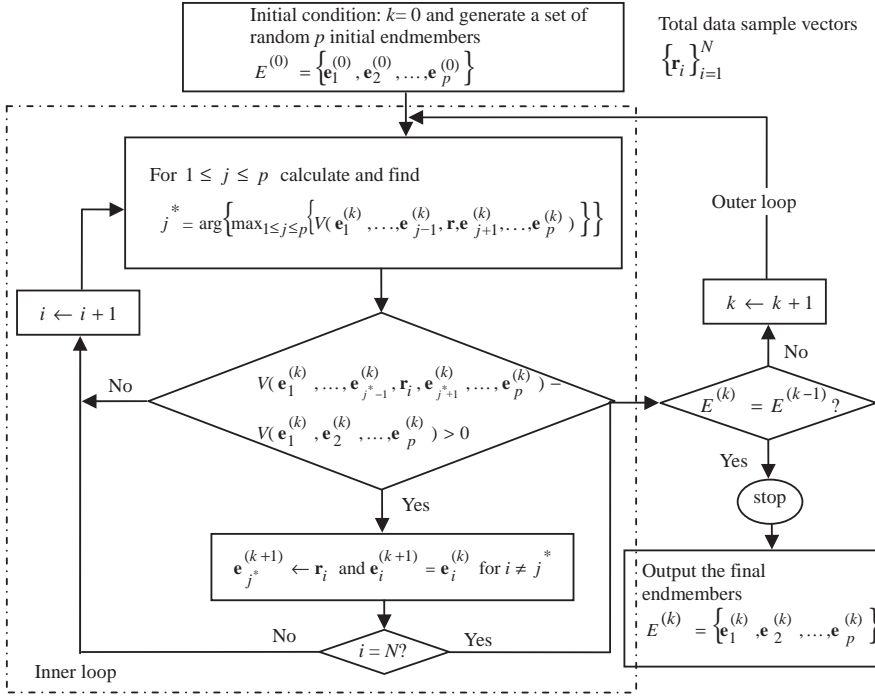 Initial condition: k = 0 and generate a set of
random p initial endmembers
E^(0) = {e_1^(0), e_2^(0), ..., e_p^(0)}
Total data sample vectors
{r_i}_{i=1}^N
For 1 ≤ j ≤ p calculate and find
j^* = arg{max_{1≤j≤p}{V(e_1^(k),...,e_{j−1}^(k), r, e_{j+1}^(k),...,e_p^(k))}}
Outer loop
i ← i + 1
k ← k + 1
No
No
V(e_1^(k), ..., e_{j^*−1}^(k), r_i, e_{j^*+1}^(k), ..., e_p^(k)) −
V(e_1^(k), e_2^(k), ..., e_p^(k)) > 0
E^(k) = E^(k−1) ?
Yes
Yes
stop
e_{j^*}^(k+1) ← r_i and e_i^(k+1) = e_i^(k) for i ≠ j^*
Output the final
endmembers
E^(k) = {e_1^(k), e_2^(k), ..., e_p^(k)}
No
i = N?
Yes
Inner loop